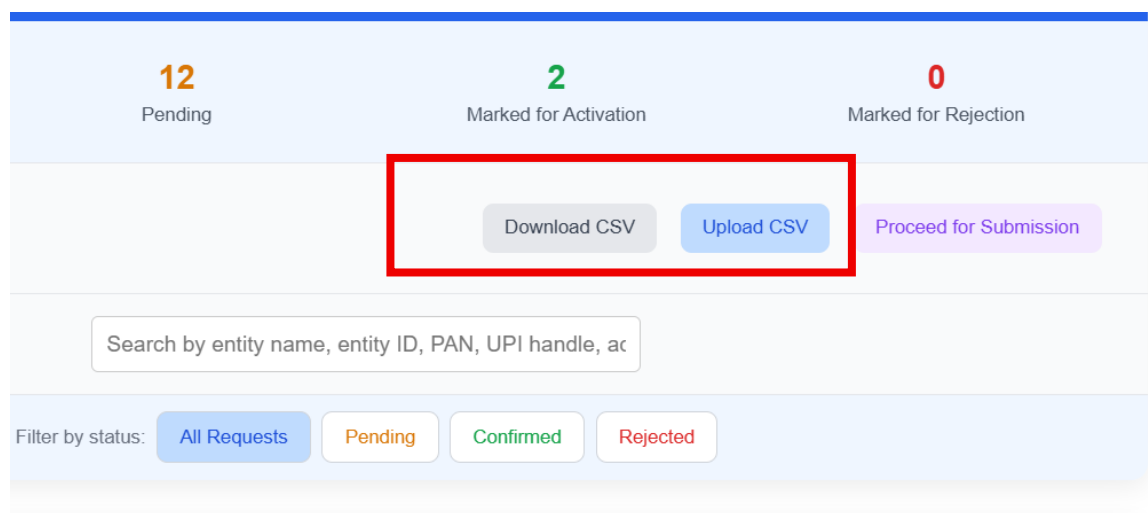 12
Pending
2
Marked for Activation
0
Marked for Rejection
Download CSV
Upload CSV
Proceed for Submission
Search by entity name, entity ID, PAN, UPI handle, ac
Filter by status:
All Requests
Pending
Confirmed
Rejected